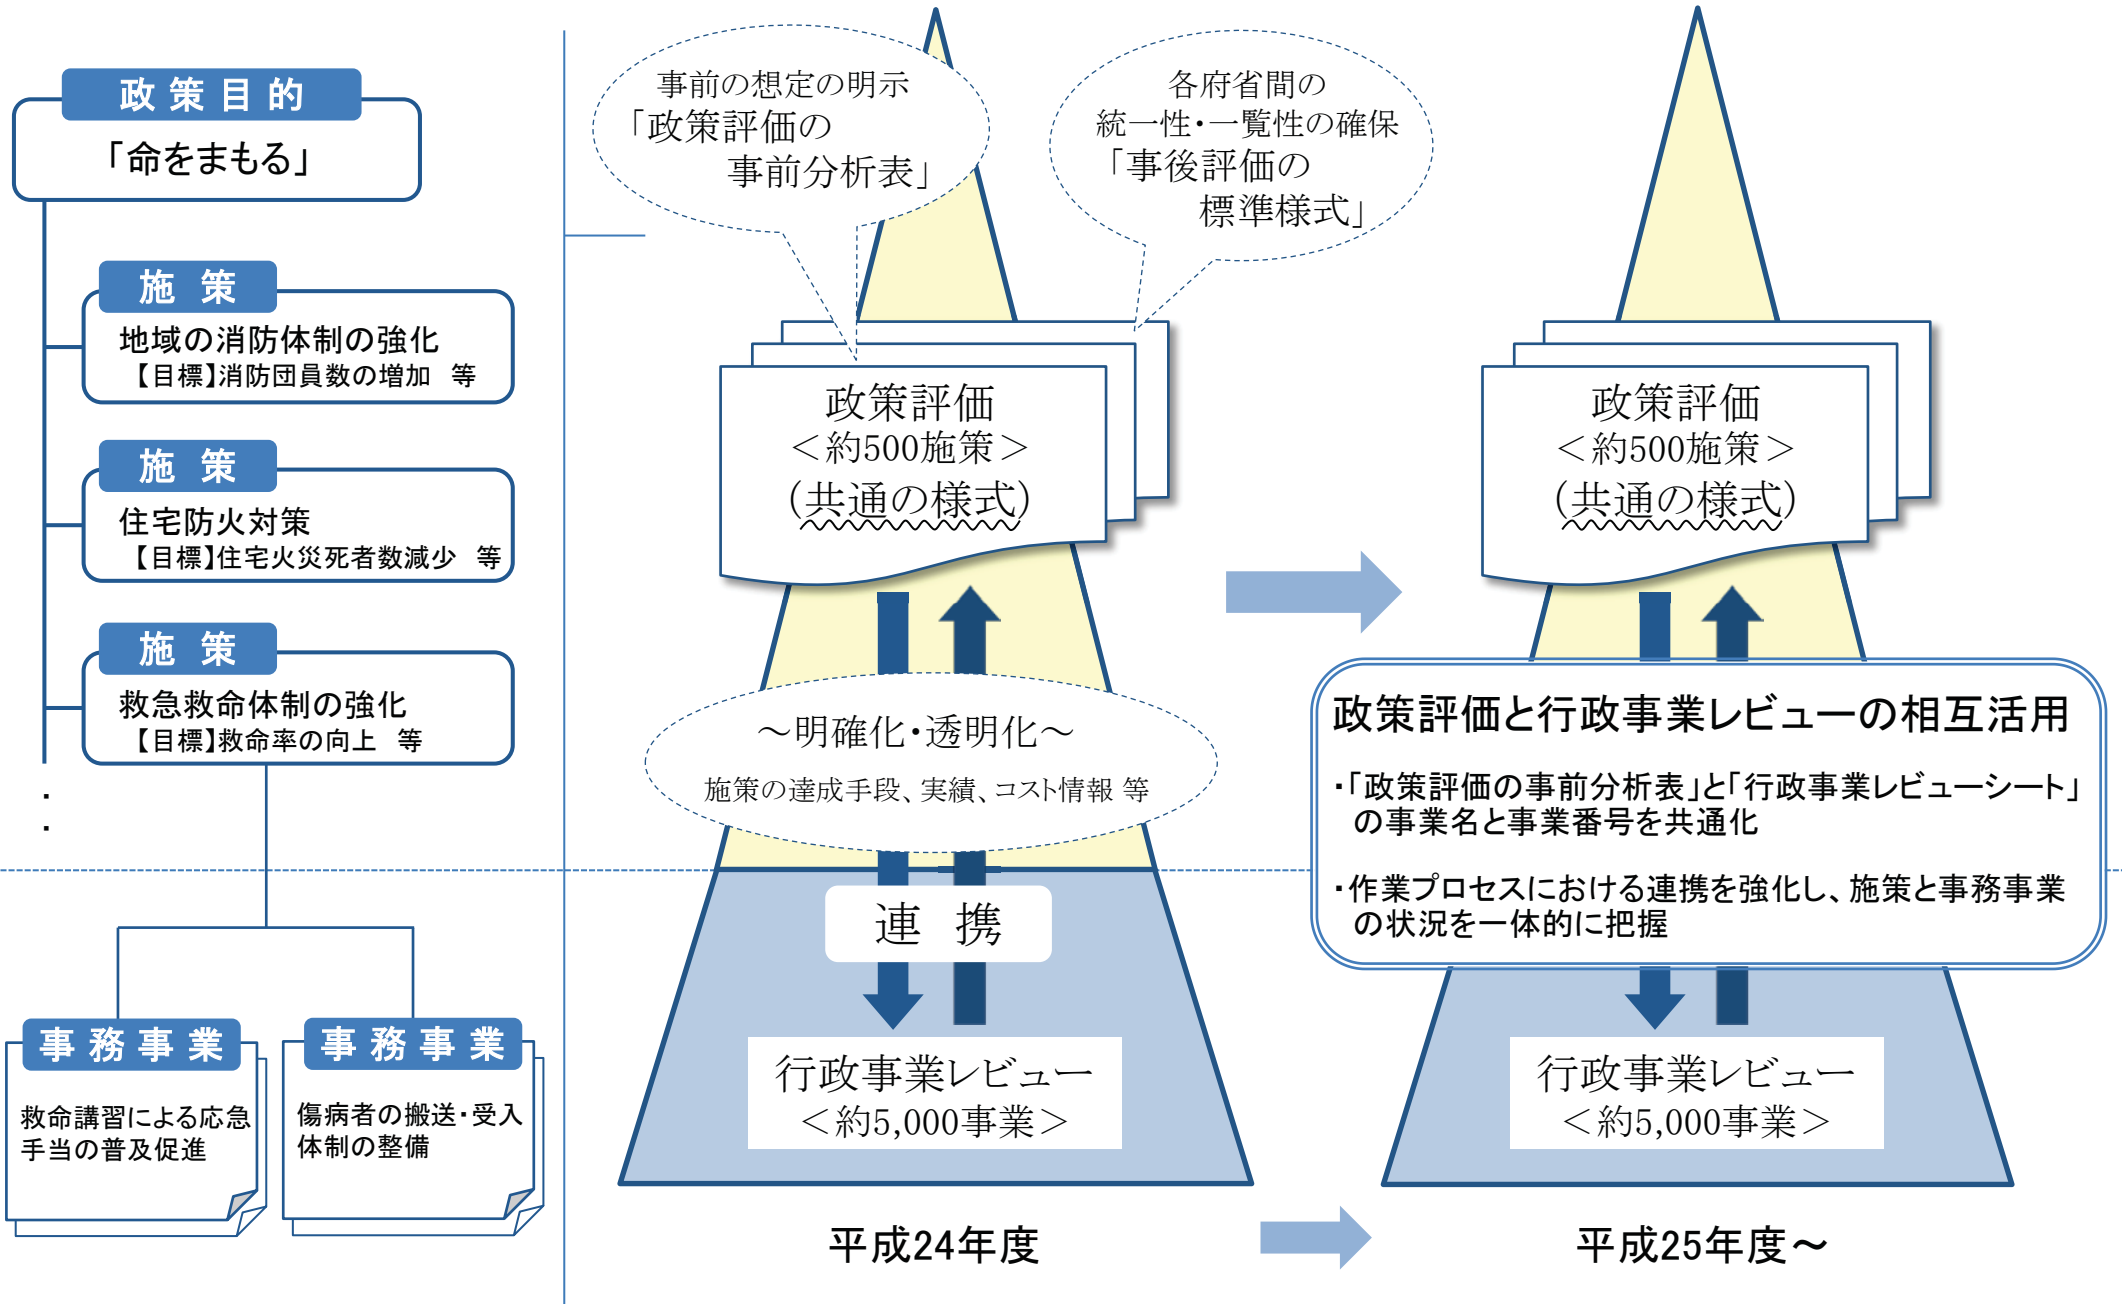 政策目的
「命をまもる」
施 策
地域の消防体制の強化
【目標】消防団員数の増加 等
施 策
住宅防火対策
【目標】住宅火災死者数減少 等
施 策
救急救命体制の強化
【目標】救命率の向上 等
・
・
事務事業
救命講習による応急
手当の普及促進
事務事業
傷病者の搬送・受入
体制の整備
事前の想定の明示
「政策評価の
事前分析表」
各府省間の
統一性・一覧性の確保
「事後評価の
標準様式」
政策評価
＜約500施策＞
(共通の様式)
～明確化・透明化～
施策の達成手段、実績、コスト情報 等
連 携
行政事業レビュー
＜約5,000事業＞
平成24年度
政策評価
＜約500施策＞
(共通の様式)
政策評価と行政事業レビューの相互活用
・「政策評価の事前分析表」と「行政事業レビューシート」
の事業名と事業番号を共通化
・作業プロセスにおける連携を強化し、施策と事務事業
の状況を一体的に把握
行政事業レビュー
＜約5,000事業＞
平成25年度～